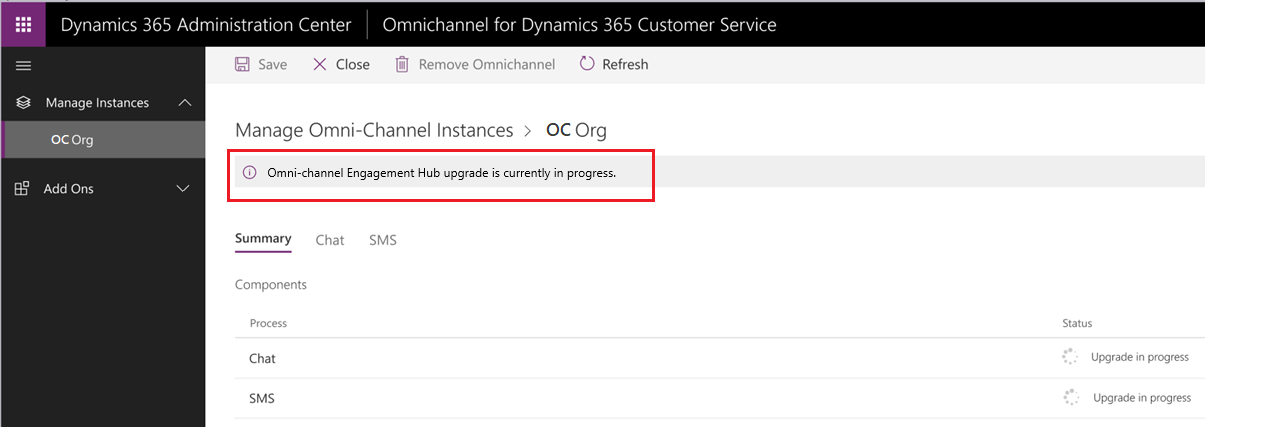 Dynamics 365 Administration Center
Omnichannel for Dynamics 365 Customer Service
Save
Close
Remove Omnichannel
Refresh
Manage Instances
OC Org
Add Ons
Manage Omni-Channel Instances > OC Org
Omni-channel Engagement Hub upgrade is currently in progress.
Summary
Chat
SMS
Components
Process
Status
Chat
Upgrade in progress
SMS
Upgrade in progress